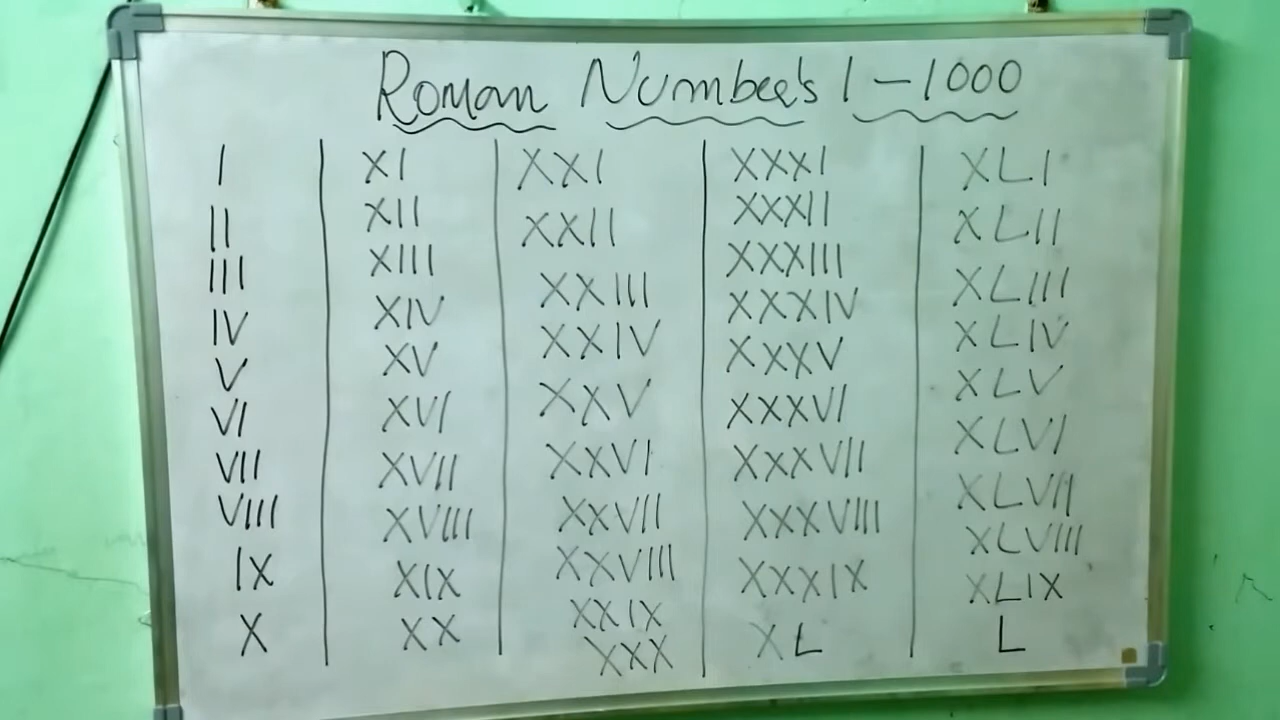 Roman Number's 1 - 1000
I XI XXI XXXI XLI
II XII XXII XXXII XLII
III XIII XXIII XXXIII XLIII
IV XIV XXIV XXXIV XLIV
V XV XXV XXXV XLV
VI XVI XXVI XXXVI XLVI
VII XVII XXVII XXXVII XLVII
VIII XVIII XXVIII XXXVIII XLVIII
IX XIX XXIX XXXIX XLIX
X XX XXX XL L